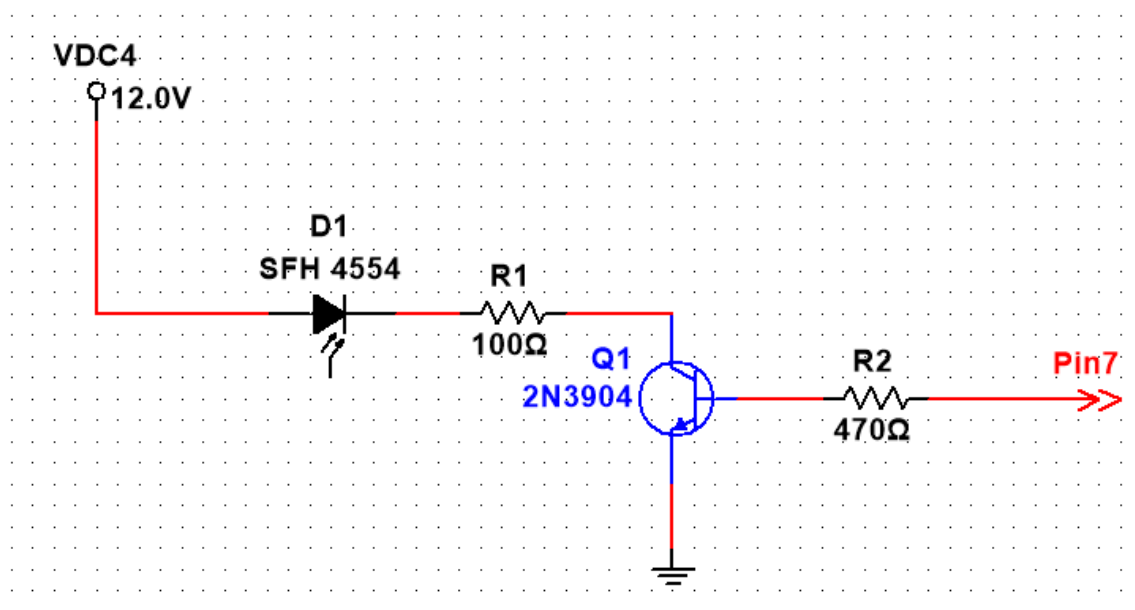 VDC4
12.0V
D1
SFH 4554
R1
100Ω
Q1
2N3904
R2
470Ω
Pin7